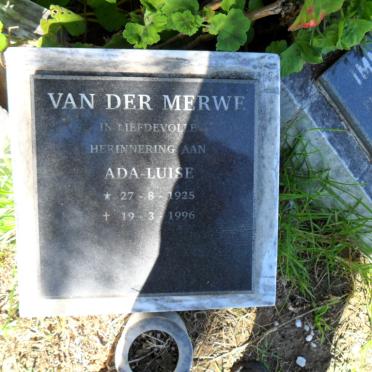 VAN DER MERWE
IN LIEFDEVOLLE
HERINNERING AAN
ADA-LUISE
★ 27-8-1925
† 19-3-1996